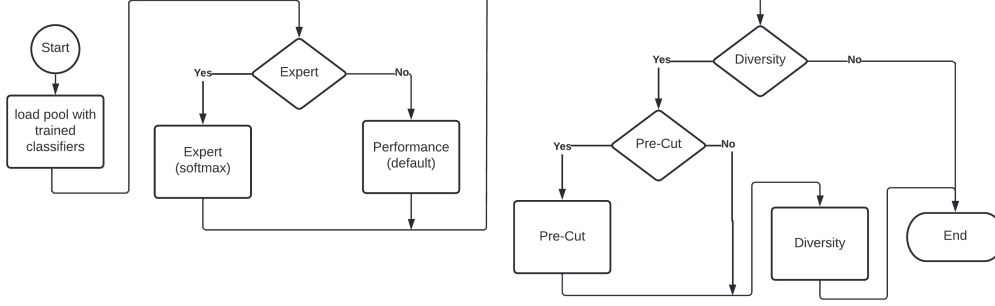 Start
load pool with
trained
classifiers
Expert
Yes
No
Expert
(softmax)
Performance
(default)
Diversity
Yes
No
Pre-Cut
Yes
No
Pre-Cut
Diversity
End